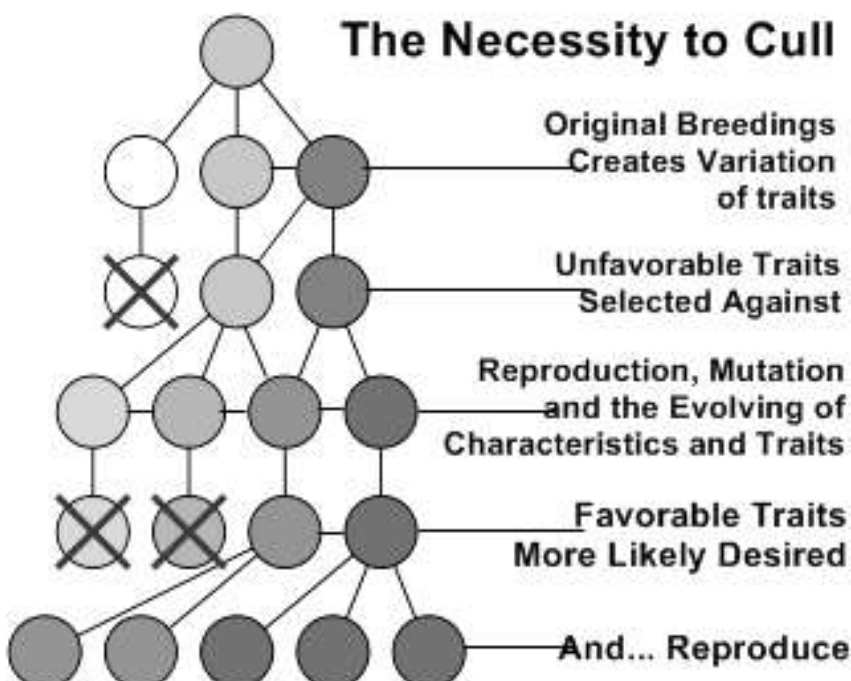 The Necessity to Cull
Original Breedings
Creates Variation
of traits
Unfavorable Traits
Selected Against
Reproduction, Mutation
and the Evolving of
Characteristics and Traits
Favorable Traits
More Likely Desired
And... Reproduce